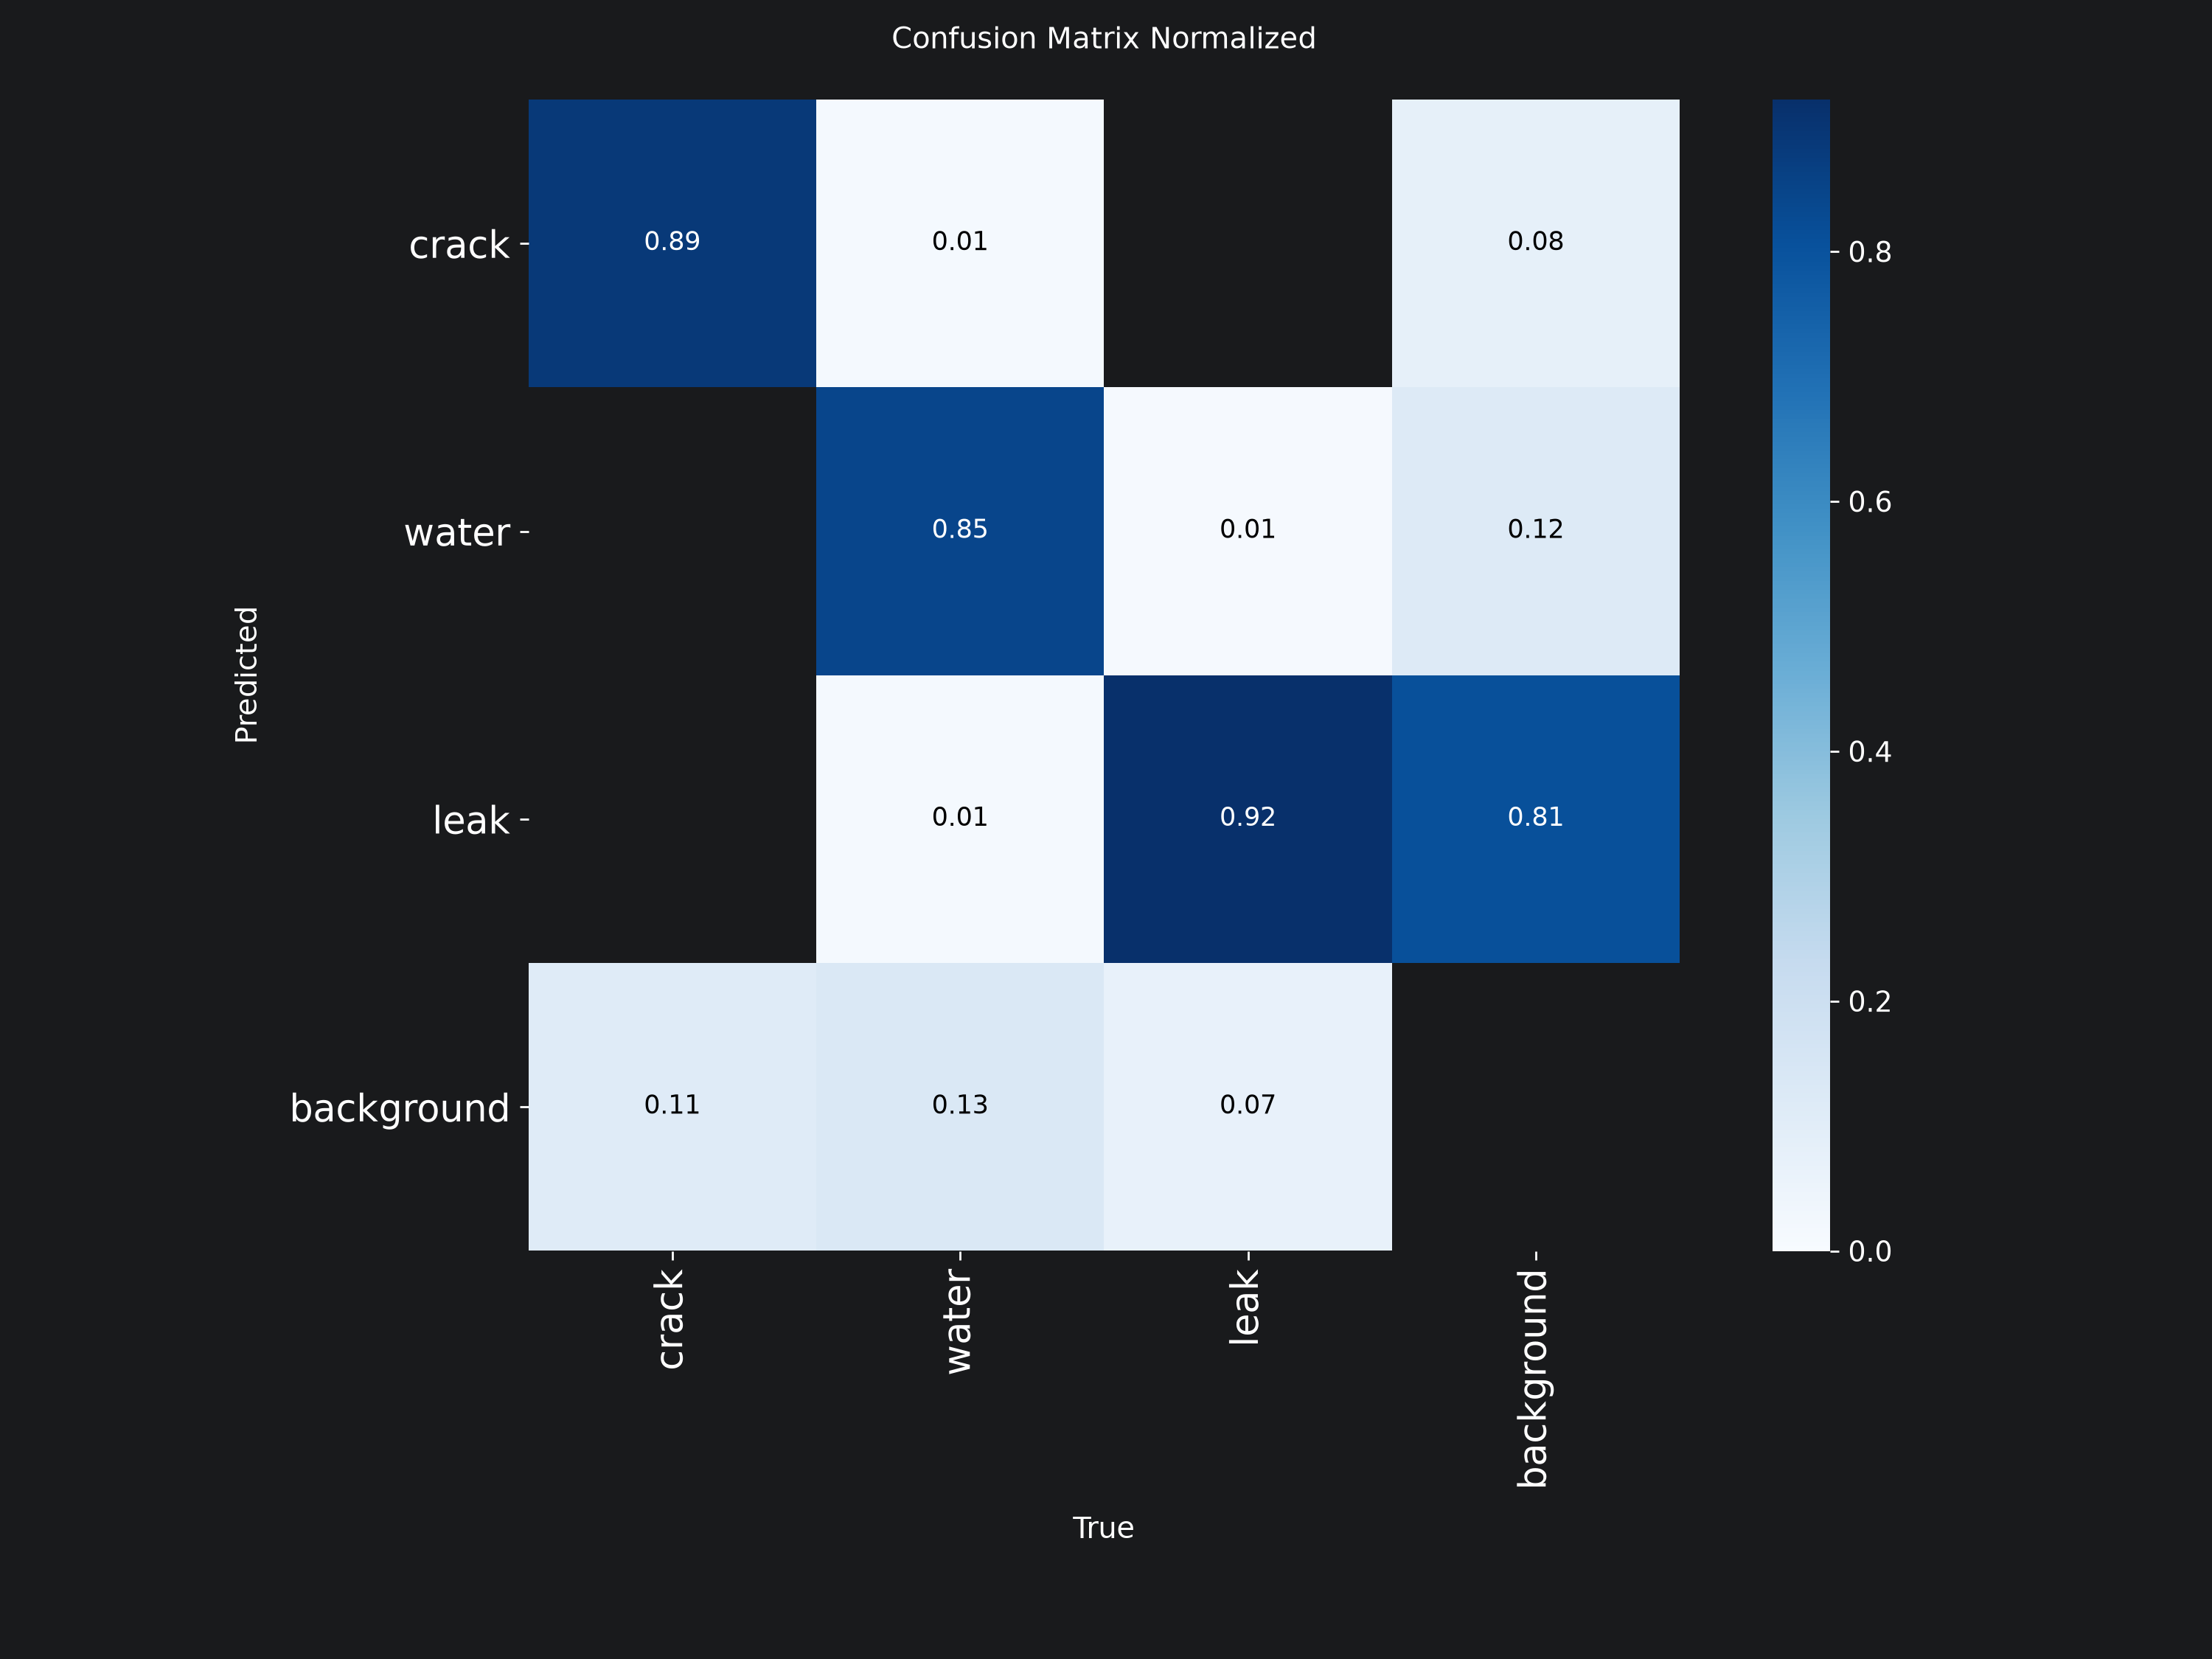 Confusion Matrix Normalized
crack
0.89
0.01
0.08
0.8
water
0.85
0.01
0.12
0.6
Predicted
0.4
leak
0.01
0.92
0.81
0.2
background
0.11
0.13
0.07
0.0
crack
water
leak
background
True